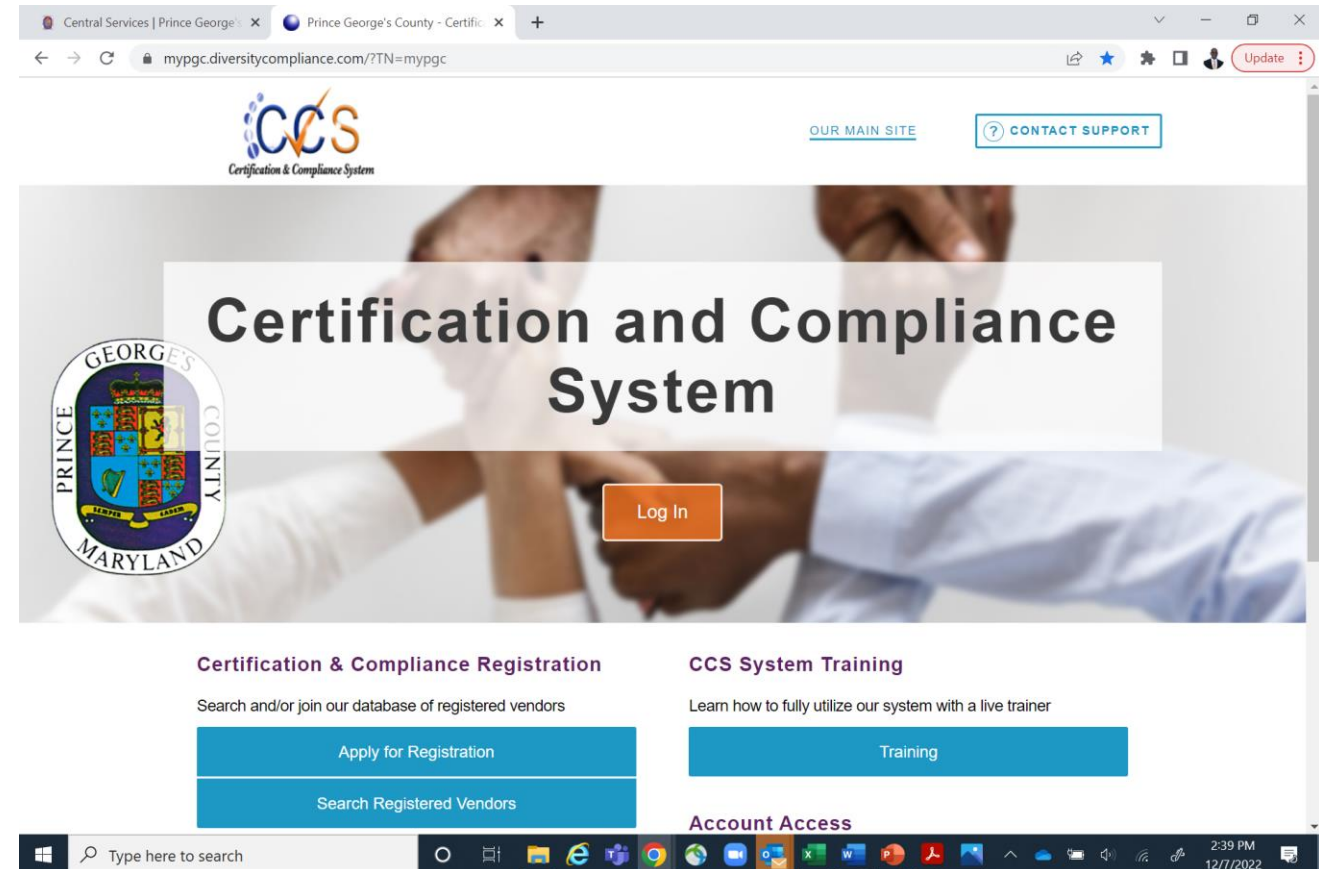 Central Services | Prince George's
Prince George's County - Certific
mypgc.diversitycompliance.com/?TN=mypgc
Update
CCS
Certification & Compliance System
OUR MAIN SITE
? CONTACT SUPPORT
Certification and Compliance
System
PRINCE GEORGE'S COUNTY
MARYLAND
SEMPER EADEM
Log In
Certification & Compliance Registration
Search and/or join our database of registered vendors
Apply for Registration
Search Registered Vendors
CCS System Training
Learn how to fully utilize our system with a live trainer
Training
Account Access
Type here to search
2:39 PM
12/7/2022